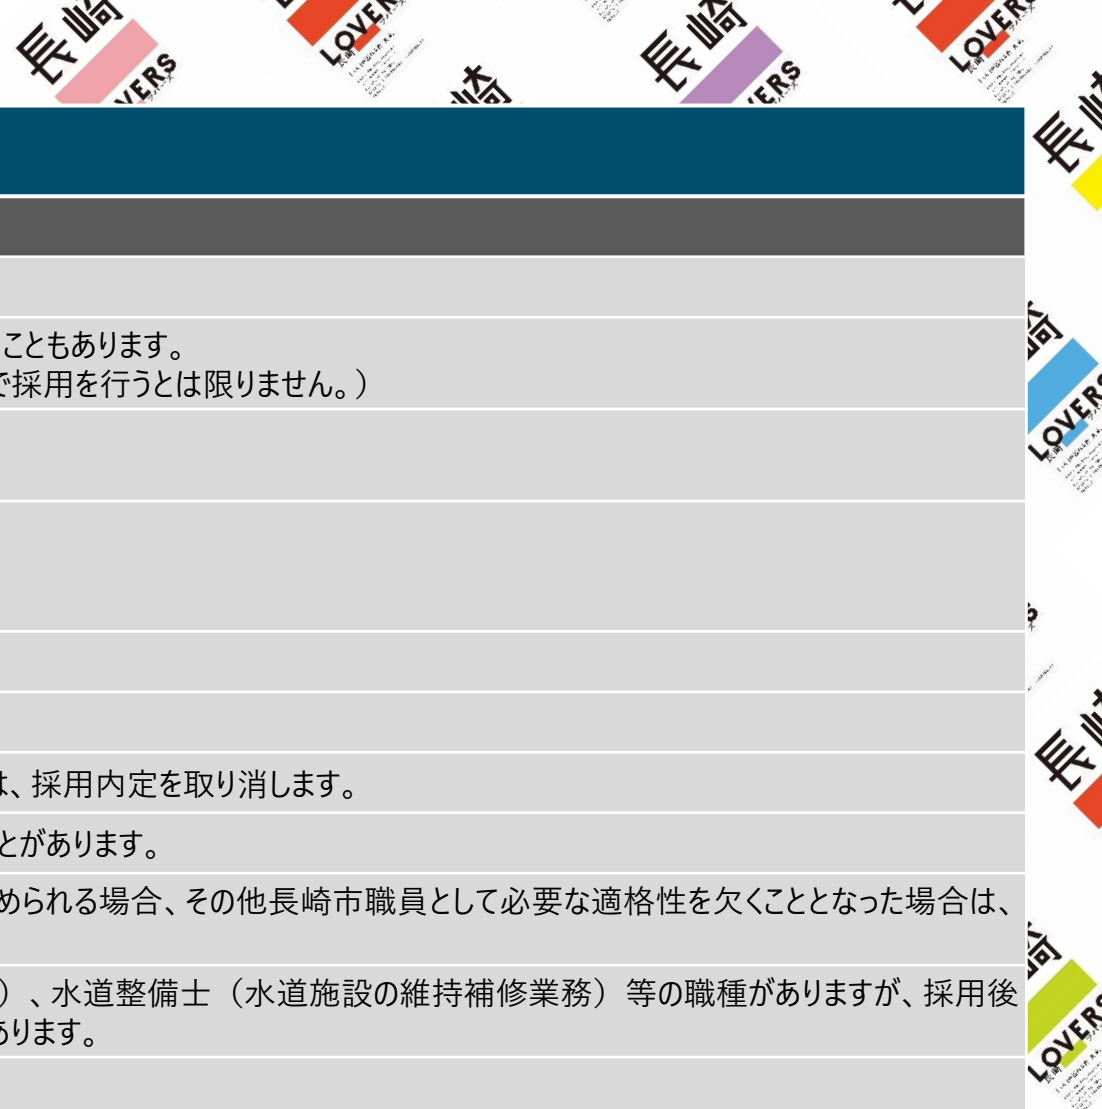 長崎
LOVERS
長崎
LOVERS
こともあります。
で採用を行うとは限りません。）
は、採用内定を取り消します。
とがあります。
められる場合、その他長崎市職員として必要な適格性を欠くこととなった場合は、
）、水道整備士（水道施設の維持補修業務）等の職種がありますが、採用後
あります。
LOVERS
LOVERS